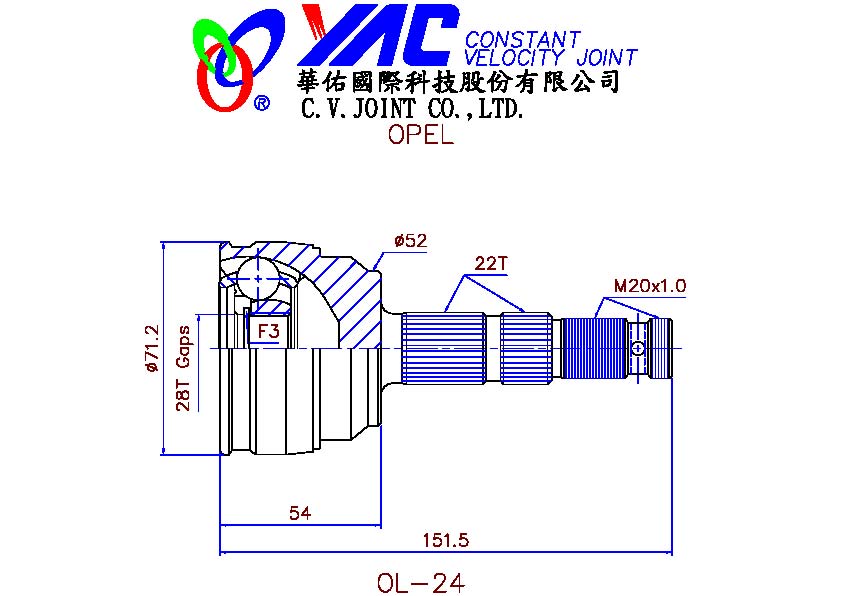 YAC CONSTANT
VELOCITY JOINT
®
華佑國際科技股份有限公司
C.V.JOINT CO.,LTD.
OPEL
ø52
22T
M20x1.0
F3
ø71.2
28T Gaps
54
151.5
OL-24